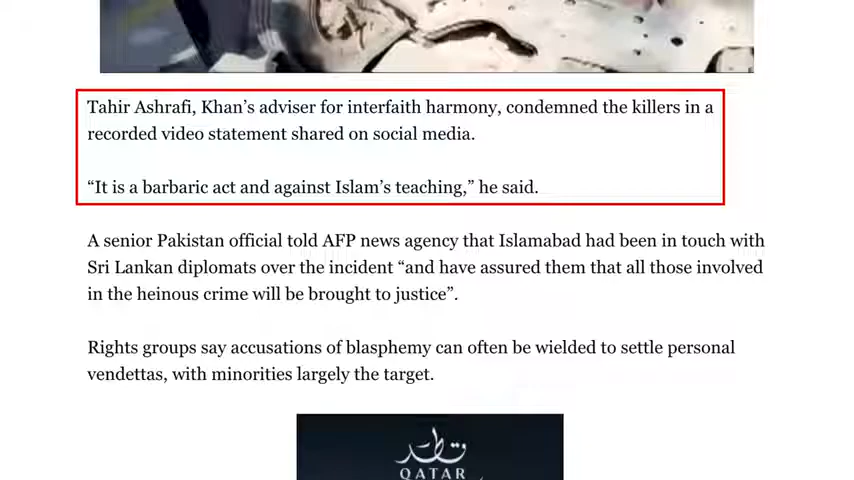 Tahir Ashrafi, Khan’s adviser for interfaith harmony, condemned the killers in a
recorded video statement shared on social media.
“It is a barbaric act and against Islam’s teaching,” he said.
A senior Pakistan official told AFP news agency that Islamabad had been in touch with
Sri Lankan diplomats over the incident “and have assured them that all those involved
in the heinous crime will be brought to justice”.
Rights groups say accusations of blasphemy can often be wielded to settle personal
vendettas, with minorities largely the target.
قطر
QATAR